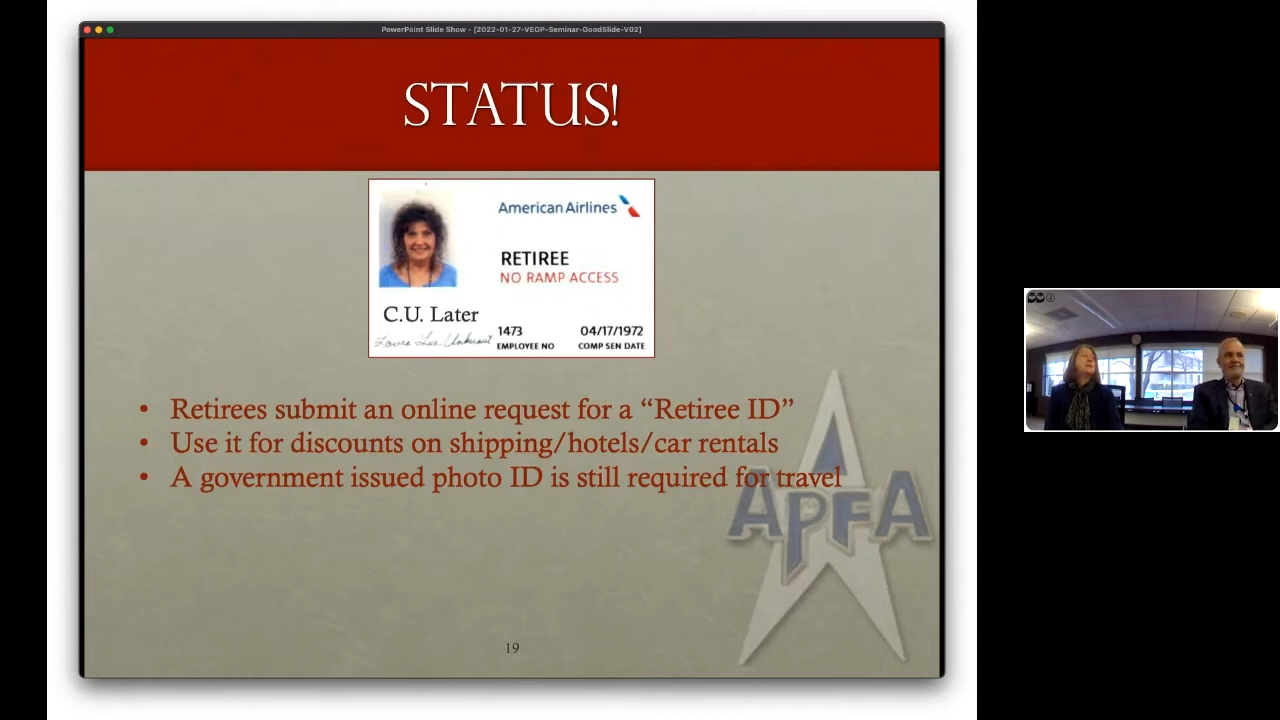 PowerPoint Slide Show - [2022-01-27-VEOP-Seminar-GoodSlide-V02]
STATUS!
American Airlines
RETIREE
NO RAMP ACCESS
C.U. Later
1473 04/17/1972
EMPLOYEE NO COMP SEN DATE
• Retirees submit an online request for a “Retiree ID”
• Use it for discounts on shipping/hotels/car rentals
• A government issued photo ID is still required for travel
APFA
19